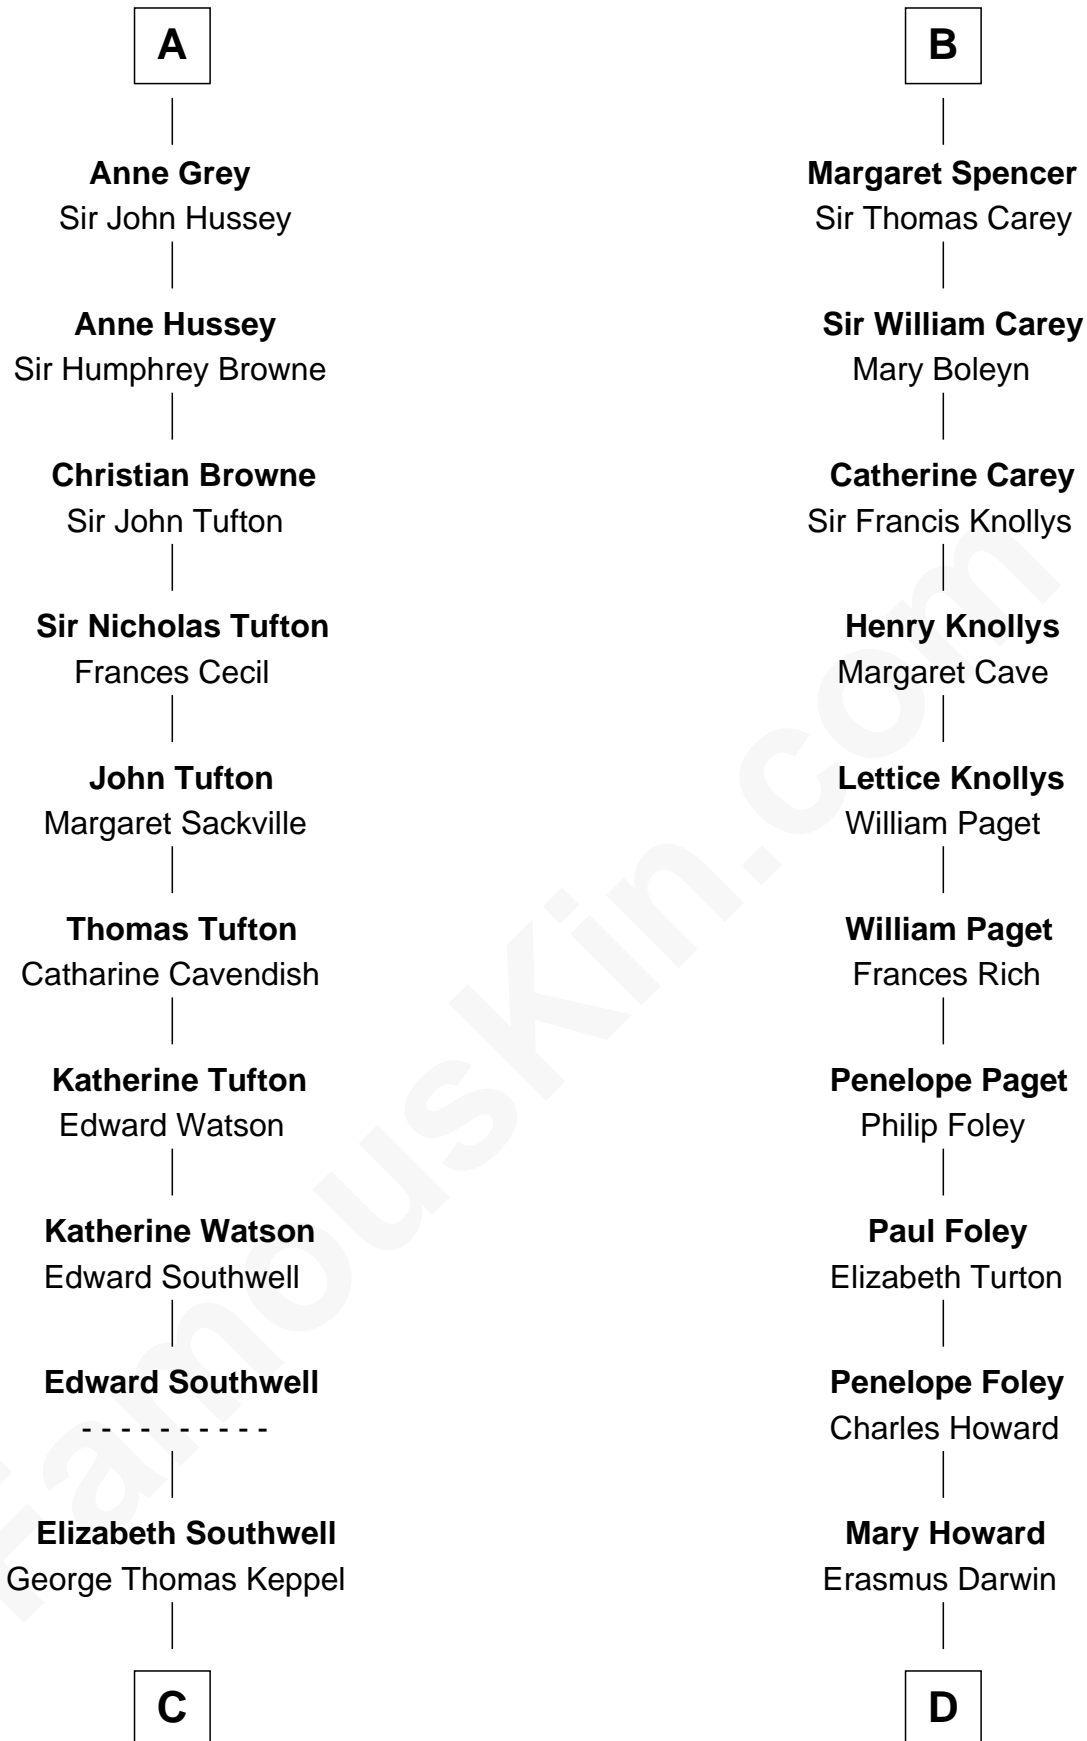 A
Anne Grey
Sir John Hussey
Anne Hussey
Sir Humphrey Browne
Christian Browne
Sir John Tufton
Sir Nicholas Tufton
Frances Cecil
John Tufton
Margaret Sackville
Thomas Tufton
Catharine Cavendish
Katherine Tufton
Edward Watson
Katherine Watson
Edward Southwell
Edward Southwell
- - - - - - - - - -
Elizabeth Southwell
George Thomas Keppel
C
B
Margaret Spencer
Sir Thomas Carey
Sir William Carey
Mary Boleyn
Catherine Carey
Sir Francis Knollys
Henry Knollys
Margaret Cave
Lettice Knollys
William Paget
William Paget
Frances Rich
Penelope Paget
Philip Foley
Paul Foley
Elizabeth Turton
Penelope Foley
Charles Howard
Mary Howard
Erasmus Darwin
D
FamousKin.com